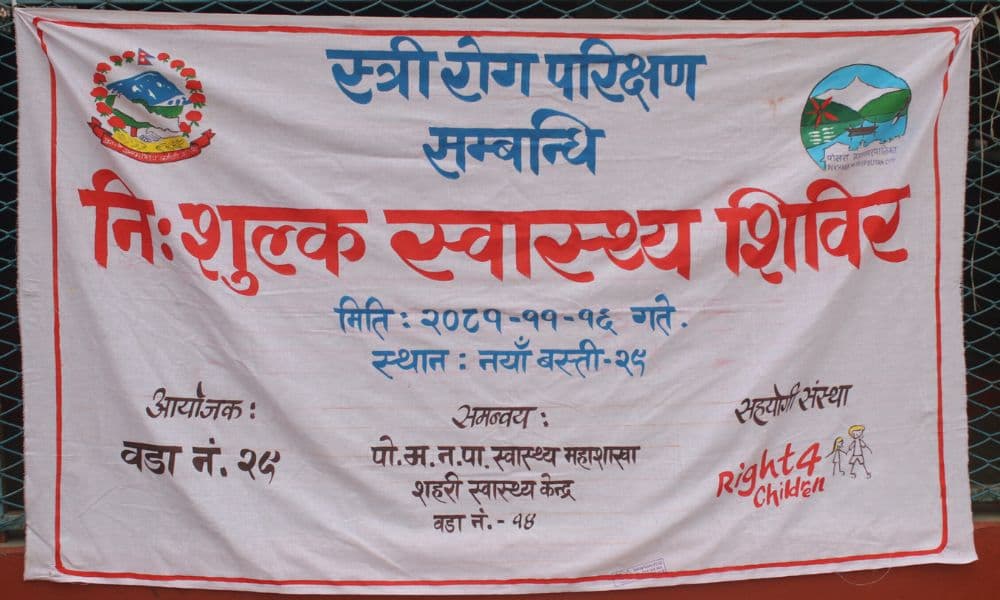 स्त्री रोग परिक्षण
सम्बन्धि
निःशुल्क स्वास्थ्य शिविर
मिति : २०८१-११-१६ गते.
स्थान : नयाँ बस्ती-२९
आयोजक :
वडा नं. २९
समन्वय :
पो.म.न.पा. स्वास्थ्य महाशाखा
शहरी स्वास्थ्य केन्द्र
वडा नं.- १४
सहयोगी संस्था
Right4
Children